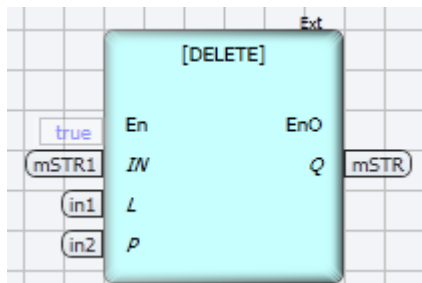 Ext
[DELETE]
true En EnO
mSTR1 IN Q mSTR
in1 L
in2 P